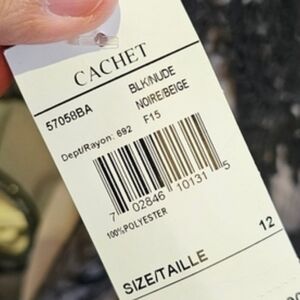 CACHET
57058BA
BLK/NUDE
NOIRE/BEIGE
Dept/Rayon: 692 F15
7 02846 10131 5
100% POLYESTER
SIZE/TAILLE 12